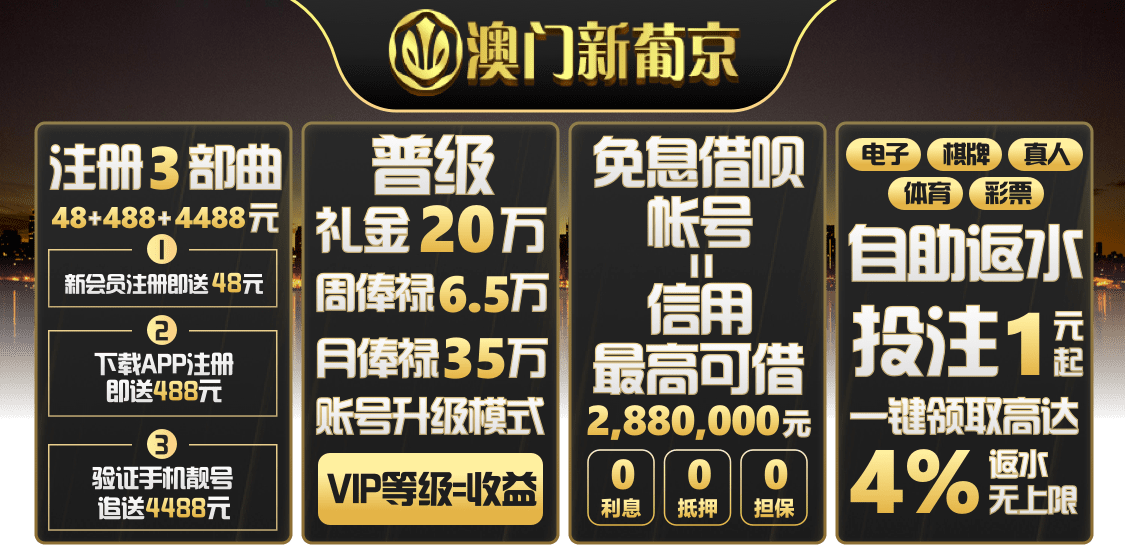 澳门新葡京
注册3部曲
48+488+4488元
1
新会员注册即送48元
2
下载APP注册
即送488元
3
验证手机靓号
追送4488元
普级
礼金20万
周俸禄6.5万
月俸禄35万
账号升级模式
VIP等级=收益
免息借呗
帐号
=
信用
最高可借
2,880,000元
0 0 0
利息 抵押 担保
电子 棋牌 真人
体育 彩票
自助返水
投注1元起
一键领取高达
4%返水
无上限